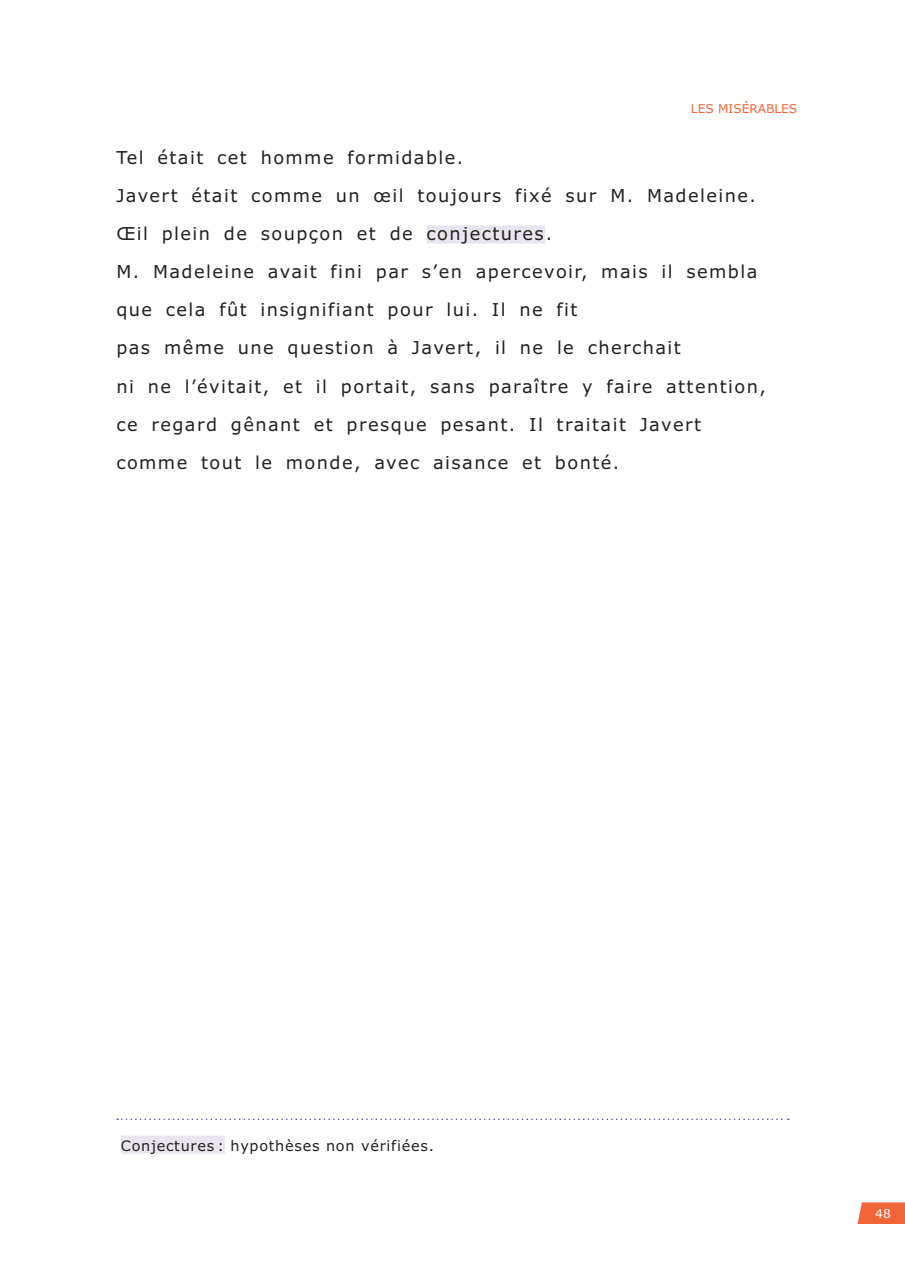 LES MISÉRABLES
Tel était cet homme formidable.
Javert était comme un œil toujours fixé sur M. Madeleine.
Œil plein de soupçon et de conjectures.
M. Madeleine avait fini par s’en apercevoir, mais il sembla
que cela fût insignifiant pour lui. Il ne fit
pas même une question à Javert, il ne le cherchait
ni ne l’évitait, et il portait, sans paraître y faire attention,
ce regard gênant et presque pesant. Il traitait Javert
comme tout le monde, avec aisance et bonté.
Conjectures : hypothèses non vérifiées.
48